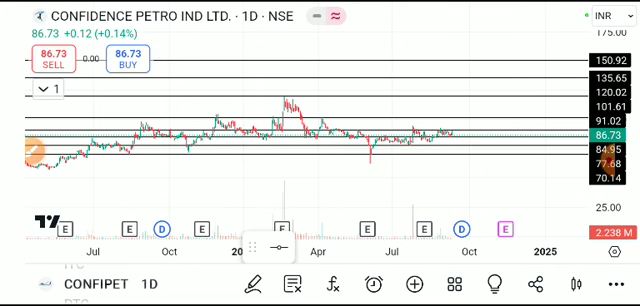 CONFIDENCE PETRO IND LTD. · 1D · NSE
INR
175.00
86.73 +0.12 (+0.14%)
86.73
SELL
0.00
86.73
BUY
150.92
135.65
1
120.02
101.61
91.02
86.73
84.95
77.68
70.14
25.00
E E D E E E E D E
2.238 M
Jul Oct 20 Apr Jul Oct 2025
CONFIPET 1D